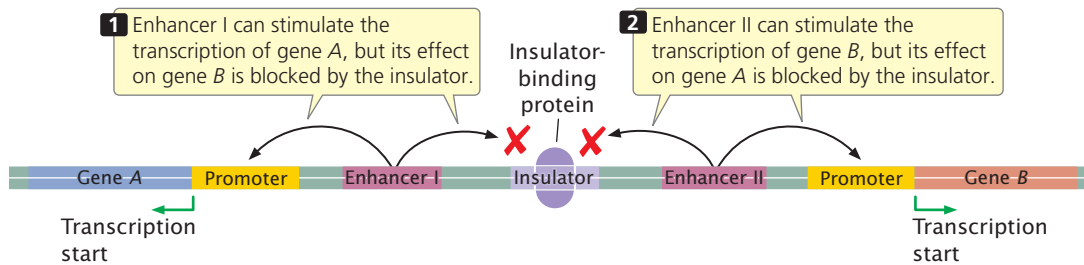 1 Enhancer I can stimulate the
transcription of gene A, but its effect
on gene B is blocked by the insulator.
Insulator-
binding
protein
2 Enhancer II can stimulate the
transcription of gene B, but its effect
on gene A is blocked by the insulator.
Gene A Promoter Enhancer I Insulator Enhancer II Promoter Gene B
Transcription
start
Transcription
start